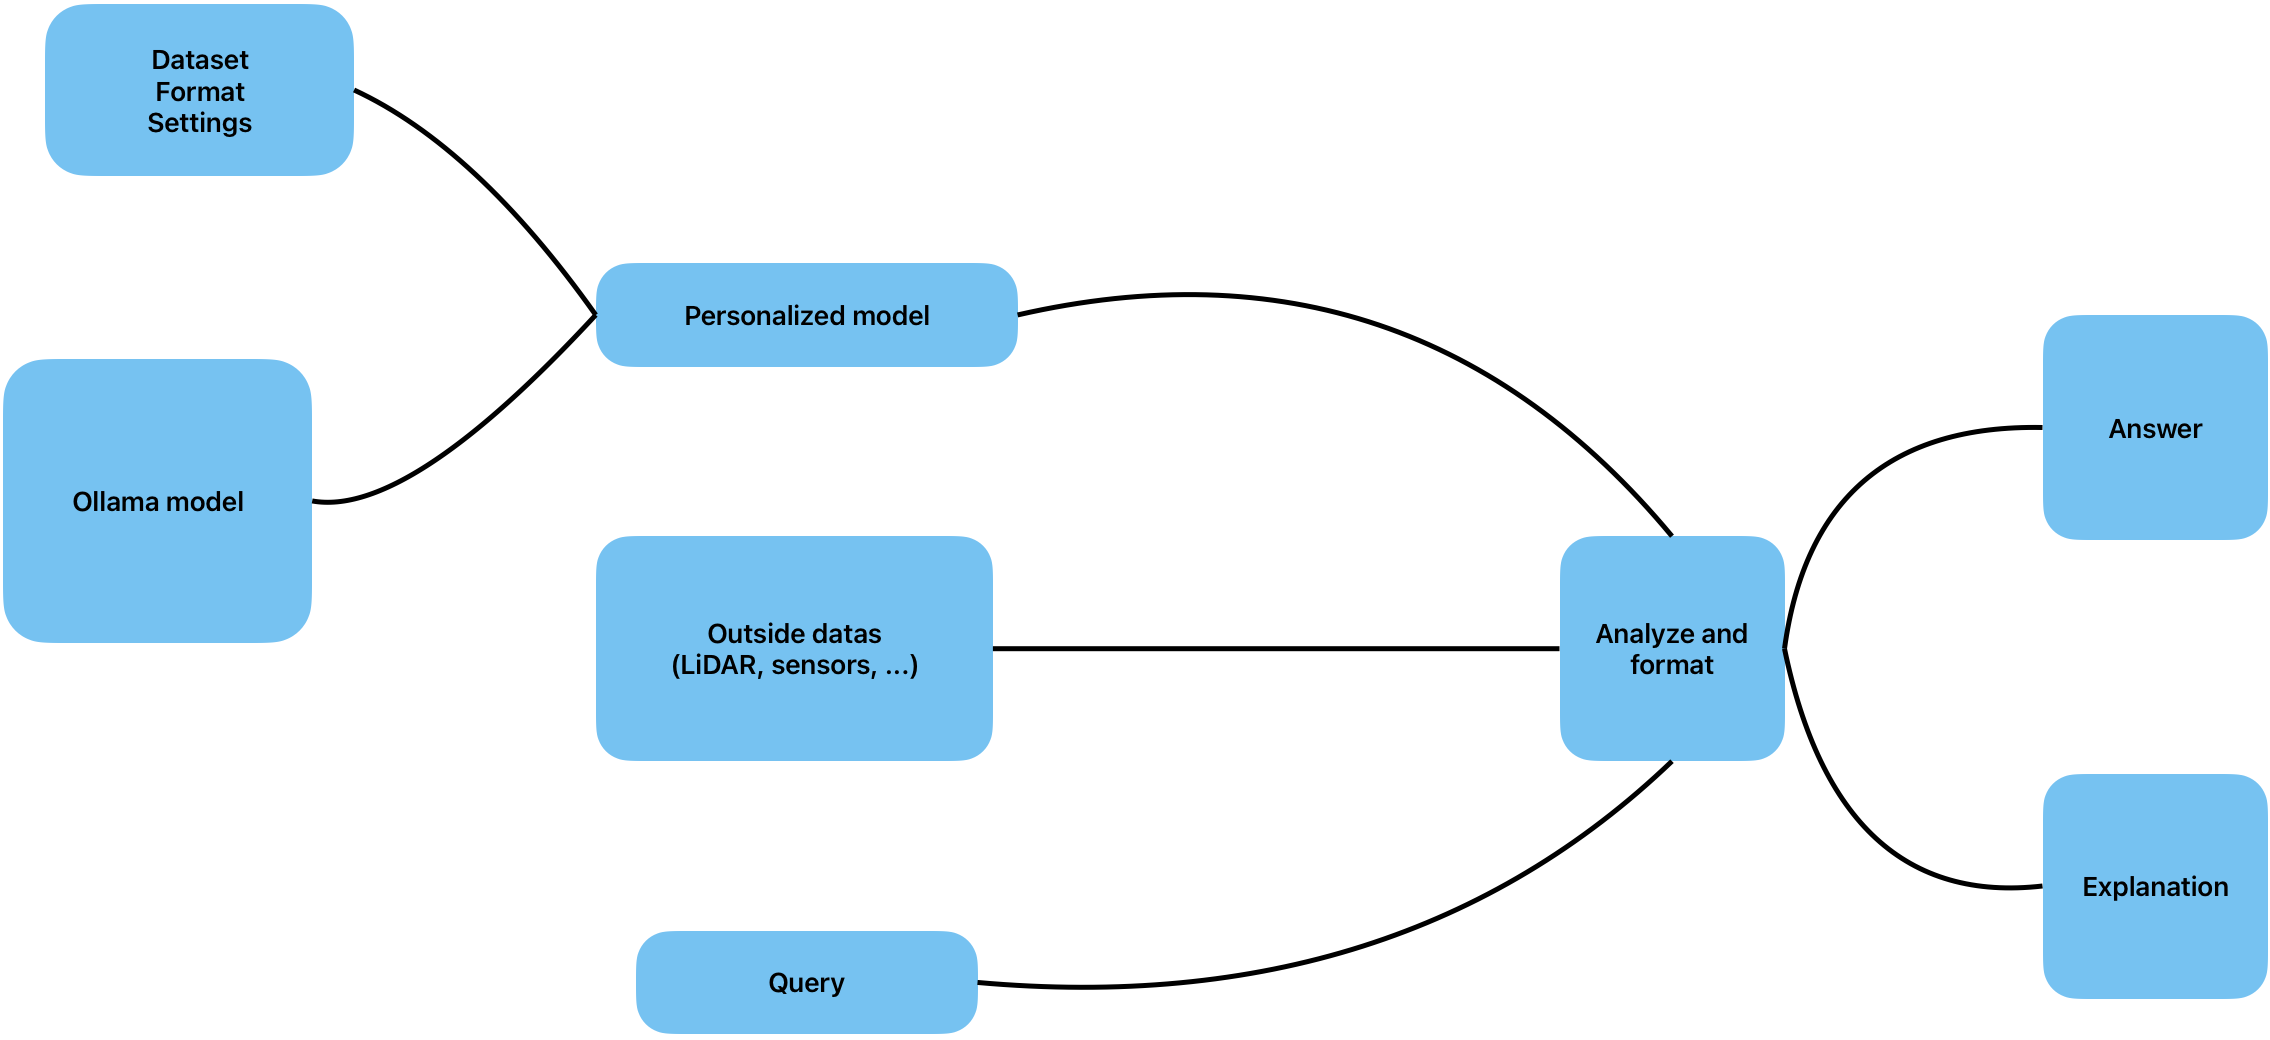 Dataset
Format
Settings
Ollama model
Personalized model
Outside datas
(LiDAR, sensors, ...)
Query
Analyze and
format
Answer
Explanation